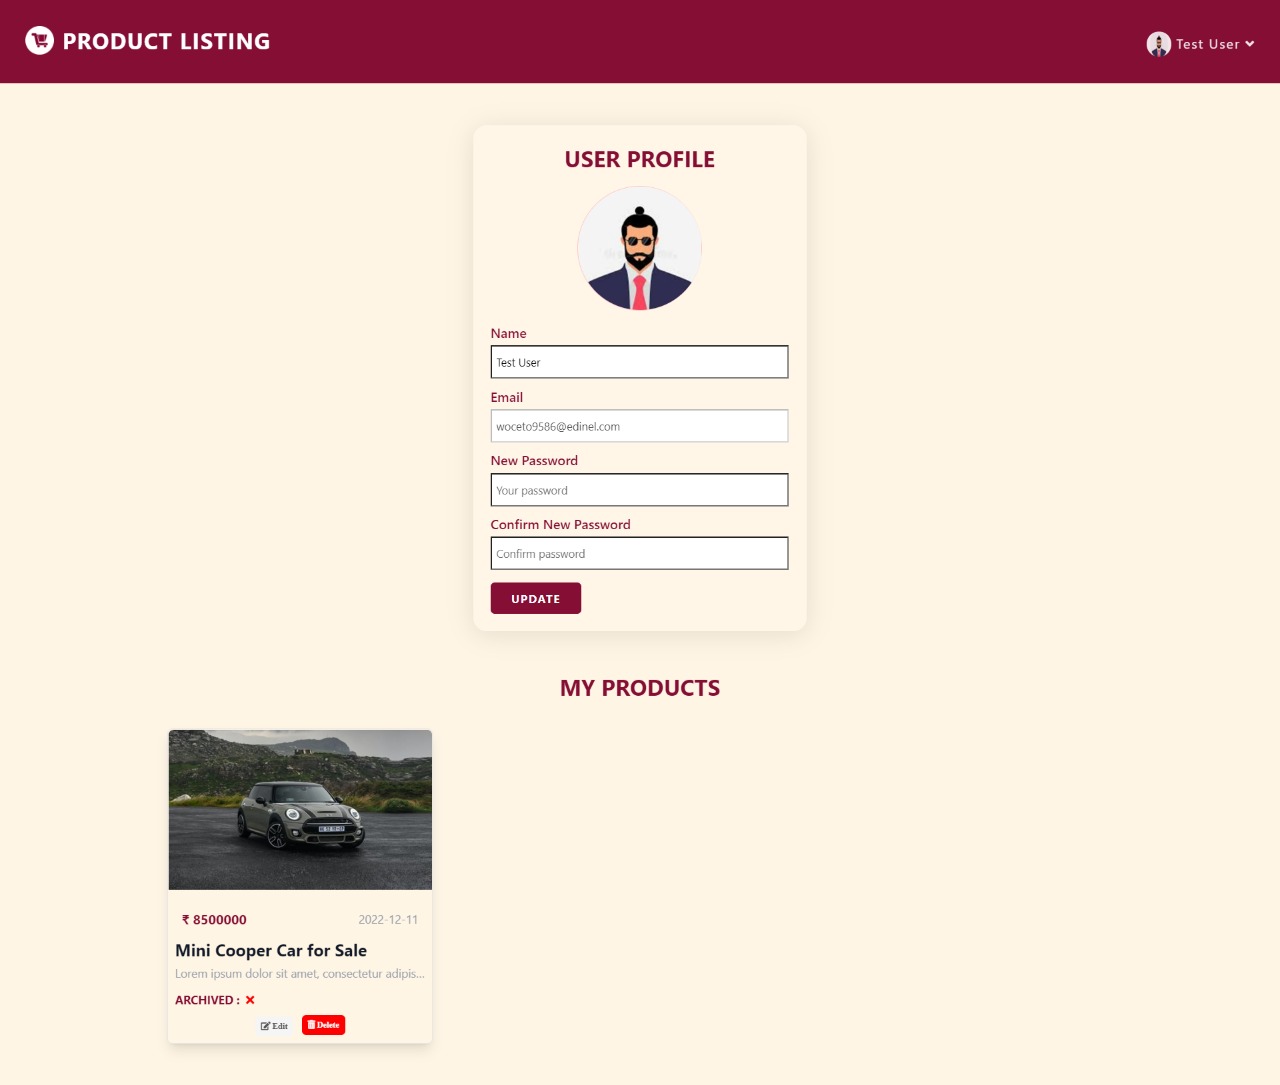 PRODUCT LISTING
Test User
USER PROFILE
Name
Test User
Email
woceto9586@edinel.com
New Password
Your password
Confirm New Password
Confirm password
UPDATE
MY PRODUCTS
₹ 8500000
2022-12-11
Mini Cooper Car for Sale
Lorem ipsum dolor sit amet, consectetur adipis...
ARCHIVED :
Edit
Delete